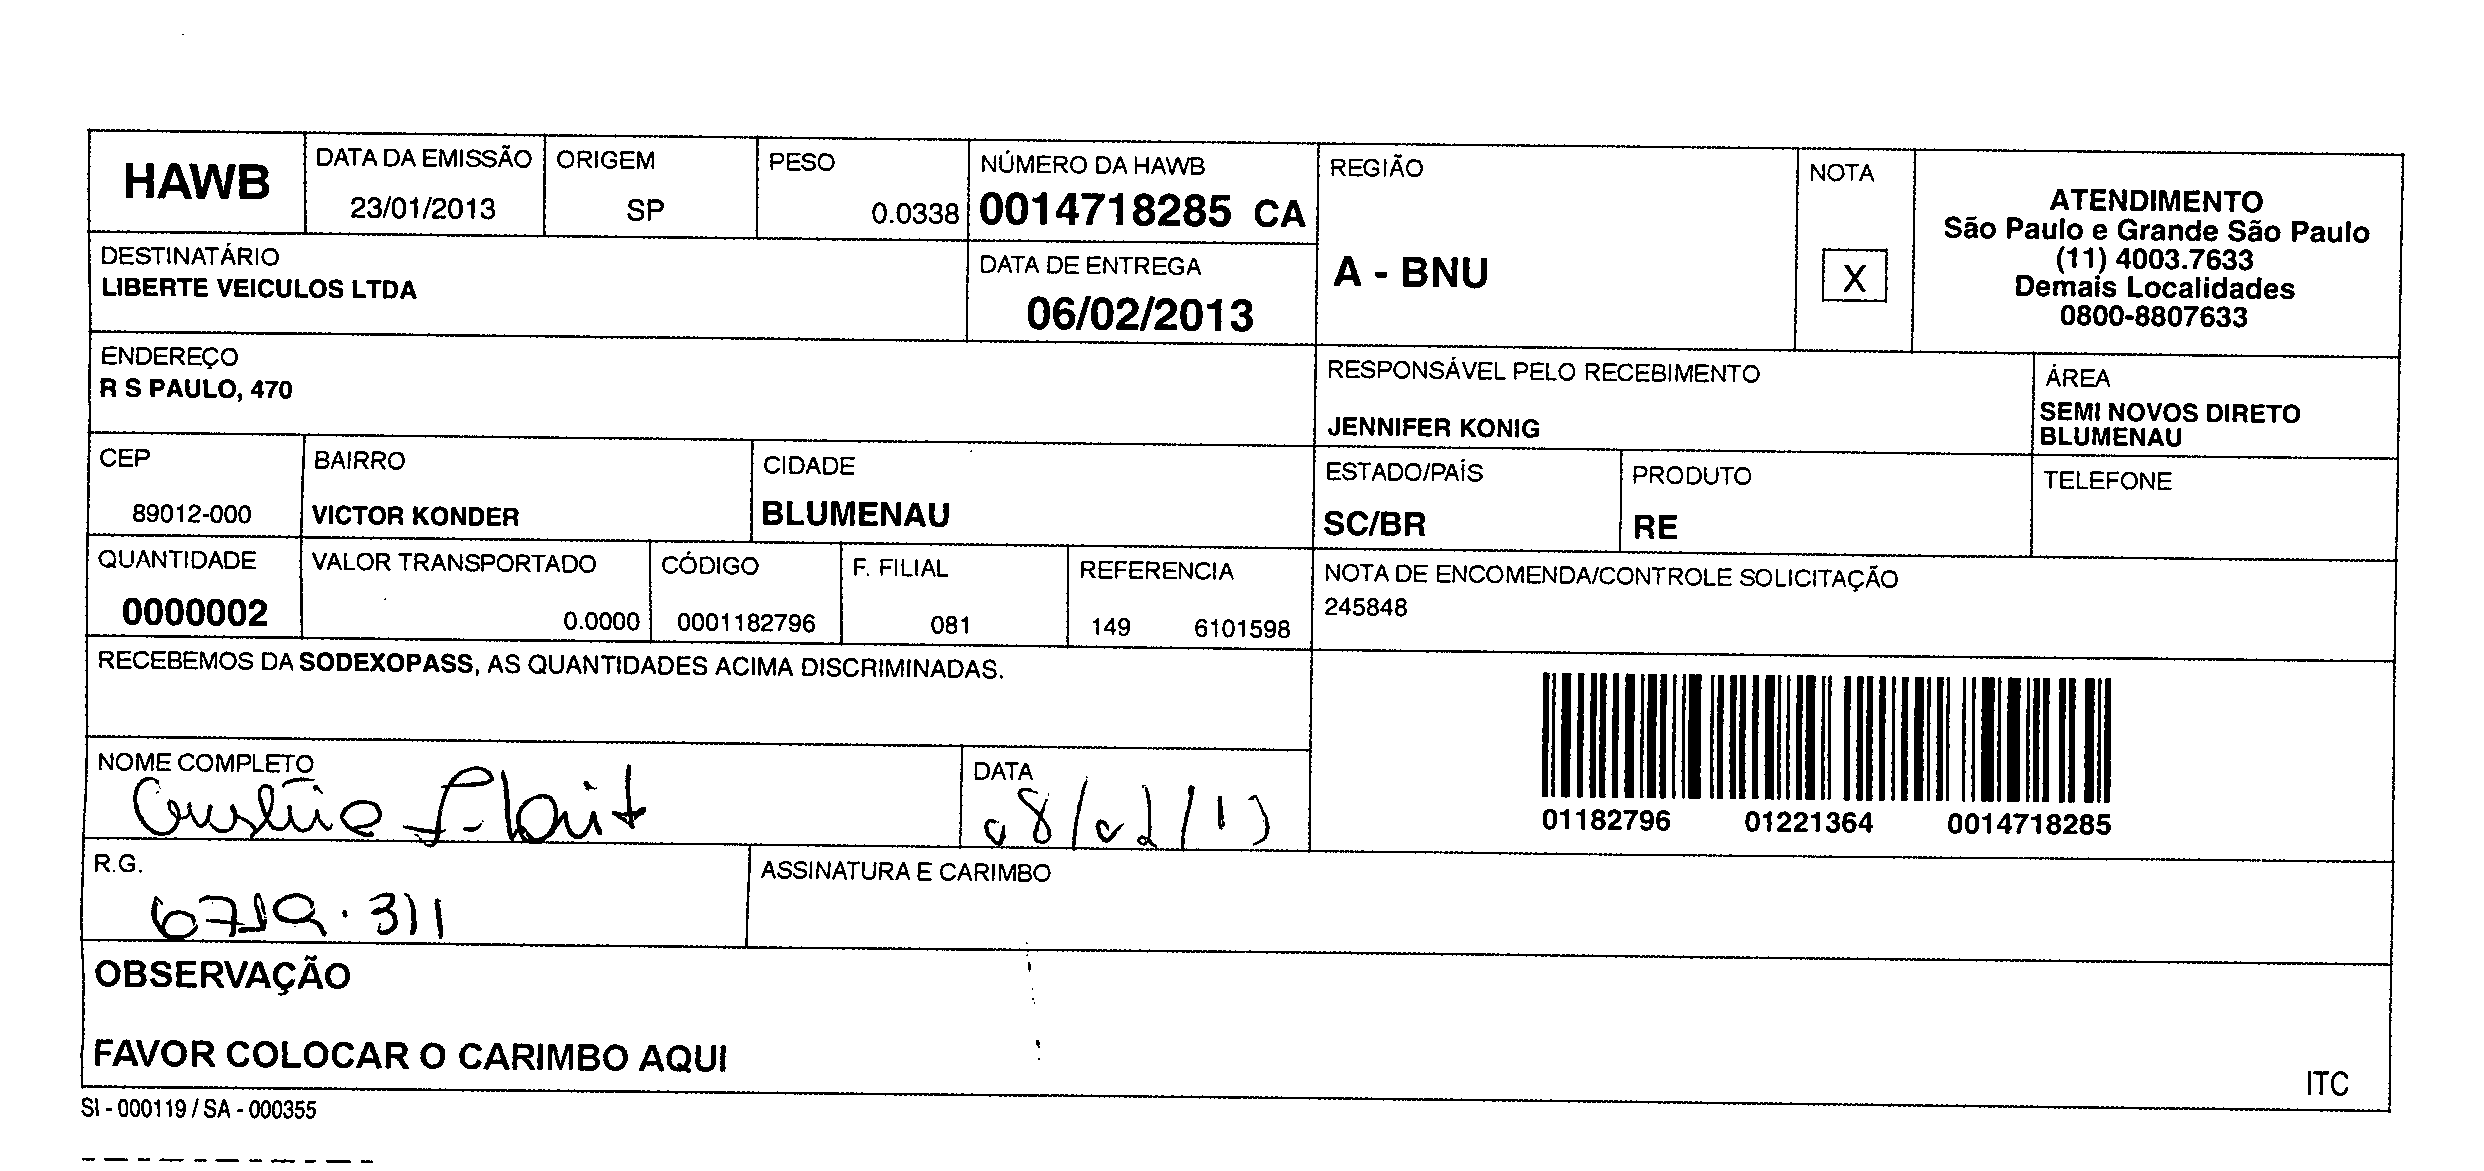 HAWB
DATA DA EMISSÃO
23/01/2013
ORIGEM
SP
PESO
0.0338
NÚMERO DA HAWB
0014718285 CA
REGIÃO
A - BNU
NOTA
X
ATENDIMENTO
São Paulo e Grande São Paulo
(11) 4003.7633
Demais Localidades
0800-8807633
DESTINATÁRIO
LIBERTE VEICULOS LTDA
DATA DE ENTREGA
06/02/2013
ENDEREÇO
R S PAULO, 470
RESPONSÁVEL PELO RECEBIMENTO
JENNIFER KONIG
ÁREA
SEMI NOVOS DIRETO
BLUMENAU
CEP
89012-000
BAIRRO
VICTOR KONDER
CIDADE
BLUMENAU
ESTADO/PAÍS
SC/BR
PRODUTO
RE
TELEFONE
QUANTIDADE
0000002
VALOR TRANSPORTADO
0.0000
CÓDIGO
0001182796
F. FILIAL
081
REFERENCIA
149 6101598
NOTA DE ENCOMENDA/CONTROLE SOLICITAÇÃO
245848
RECEBEMOS DA SODEXOPASS, AS QUANTIDADES ACIMA DISCRIMINADAS.
01182796 01221364 0014718285
NOME COMPLETO
DATA
08/02/13
R.G.
6719.311
ASSINATURA E CARIMBO
OBSERVAÇÃO
FAVOR COLOCAR O CARIMBO AQUI
ITC
SI - 000119 / SA - 000355